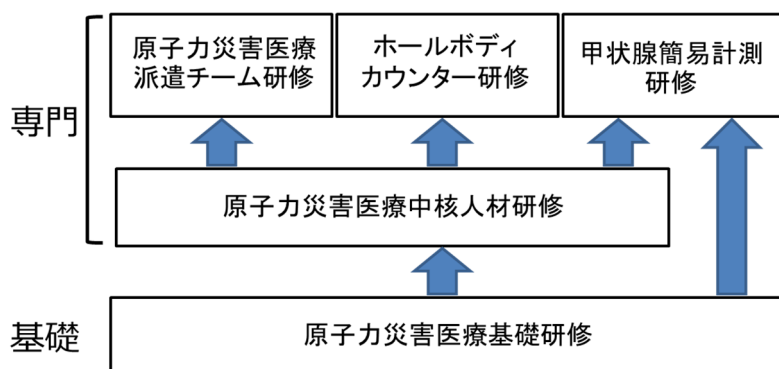 原子力災害医療
派遣チーム研修
ホールボディ
カウンター研修
甲状腺簡易計測
研修
専門
原子力災害医療中核人材研修
基礎
原子力災害医療基礎研修